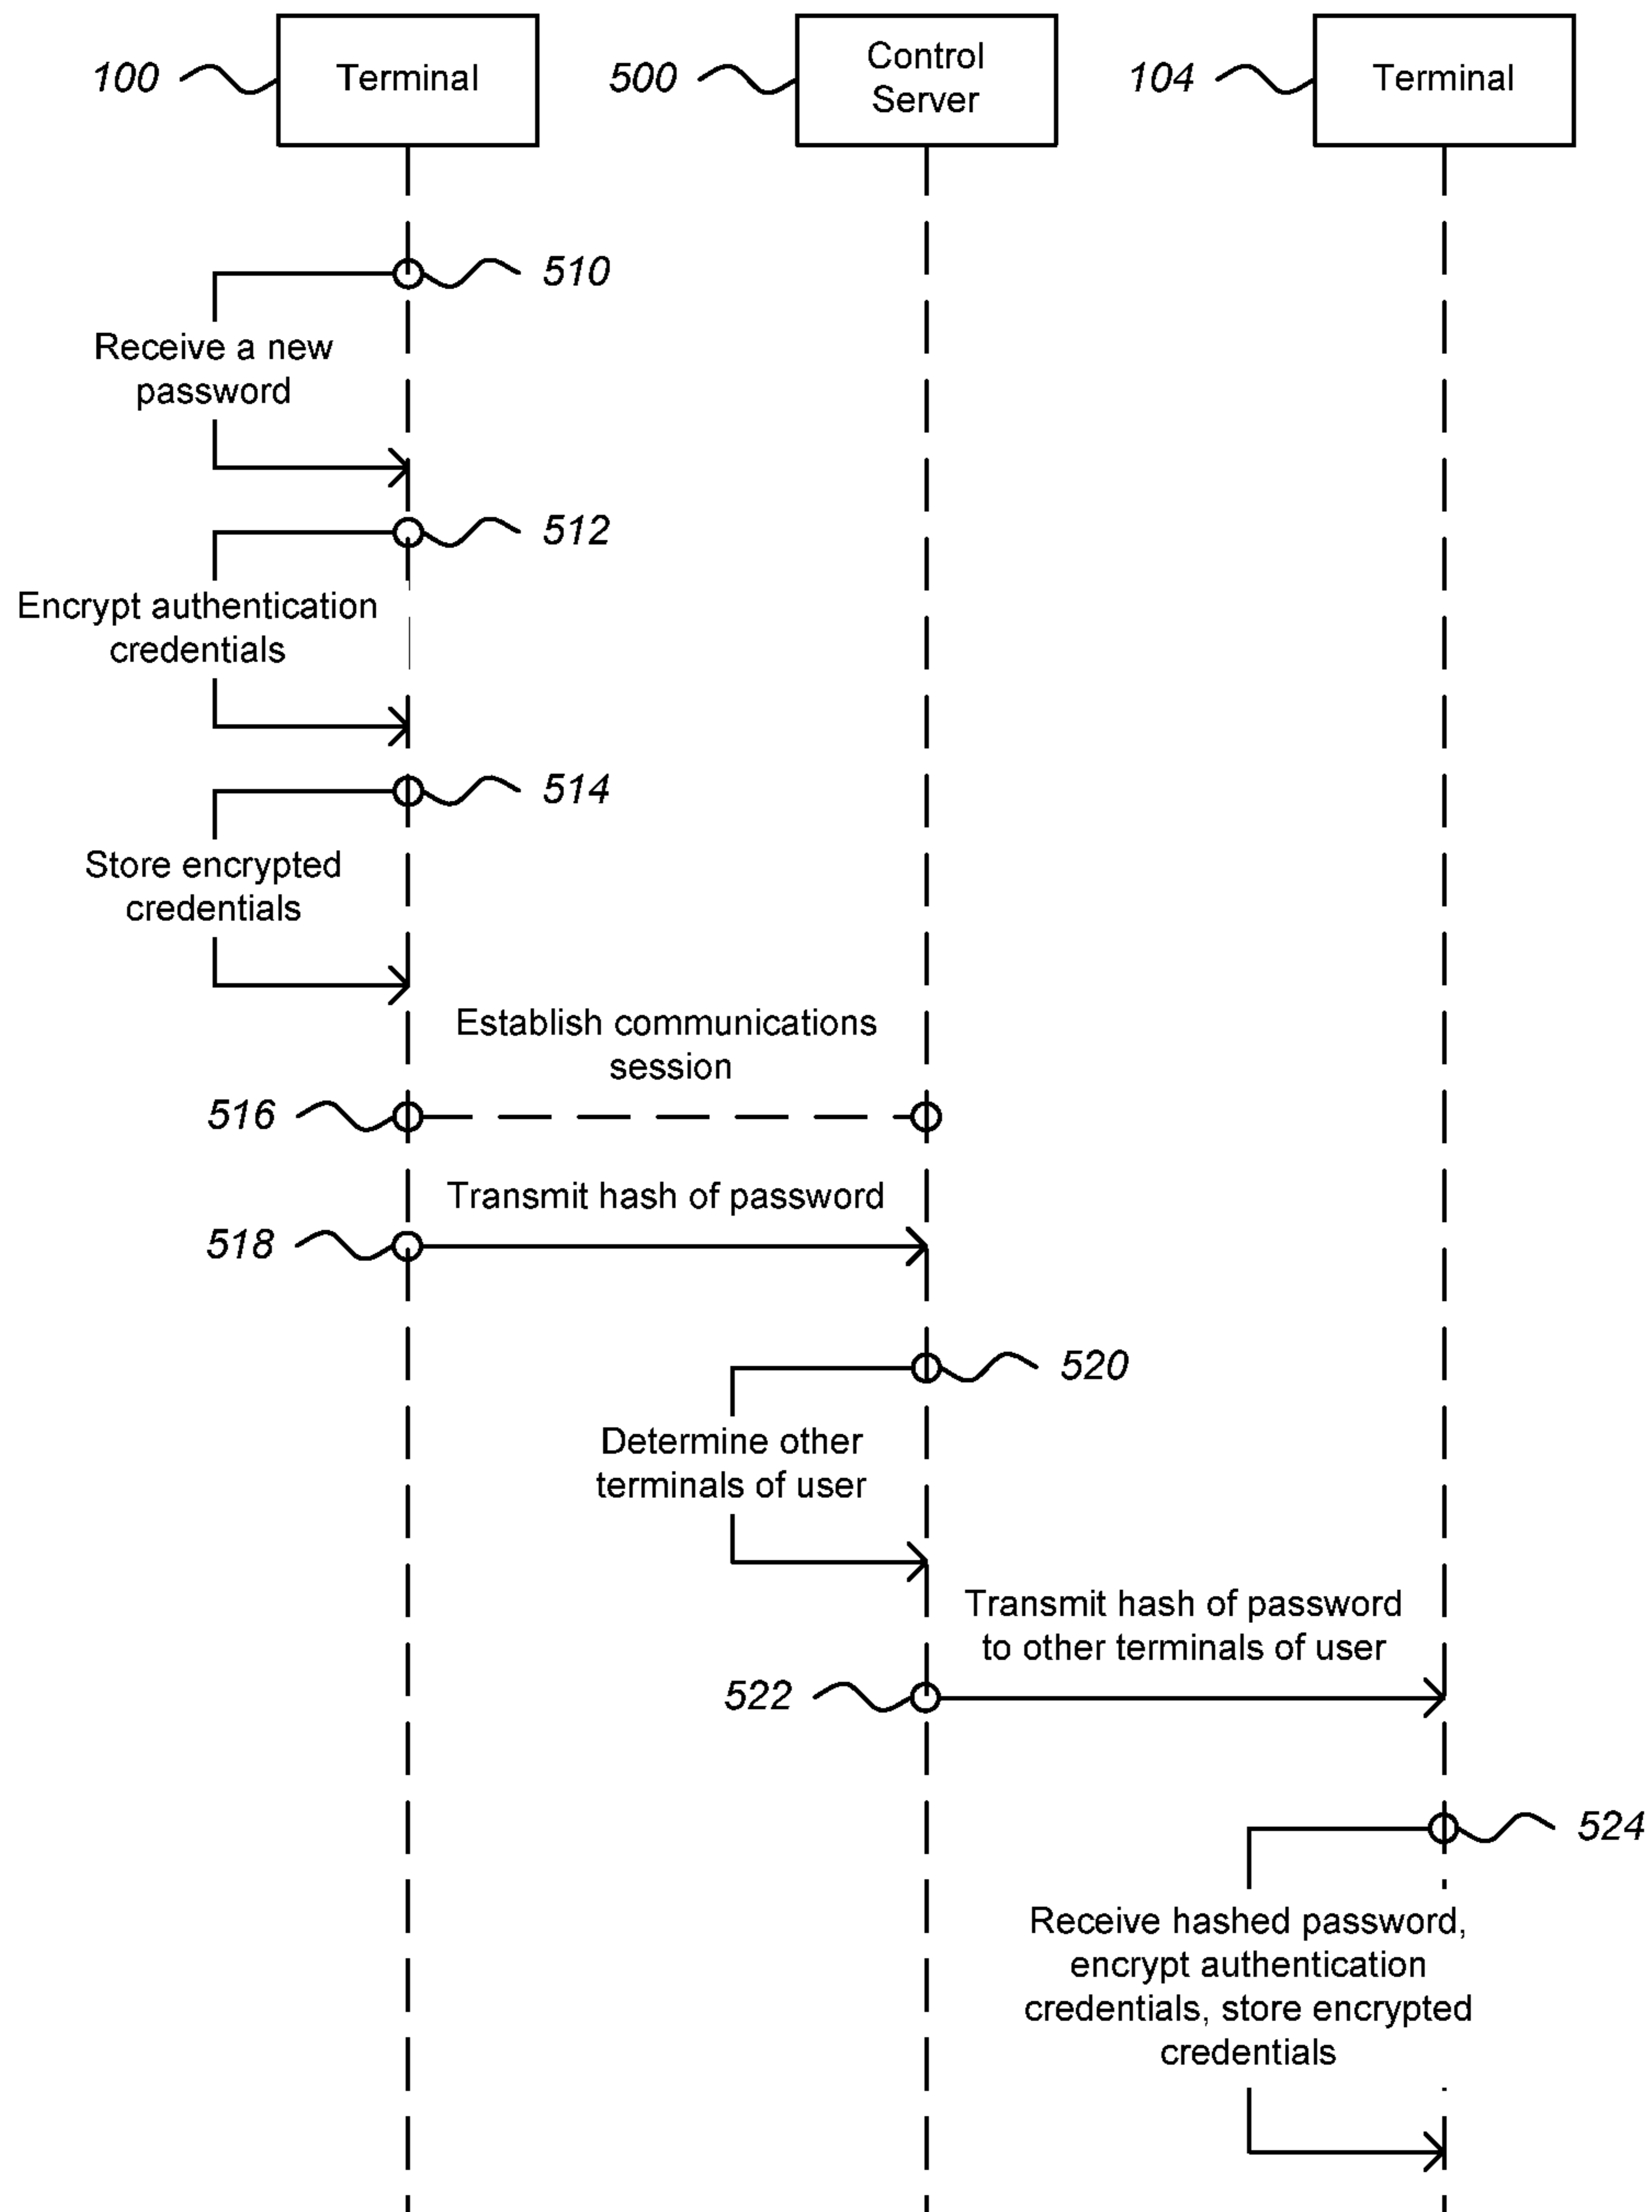 100
Terminal
500
Control
Server
104
Terminal
510
Receive a new
password
512
Encrypt authentication
credentials
514
Store encrypted
credentials
Establish communications
session
516
Transmit hash of password
518
520
Determine other
terminals of user
Transmit hash of password
to other terminals of user
522
524
Receive hashed password,
encrypt authentication
credentials, store encrypted
credentials